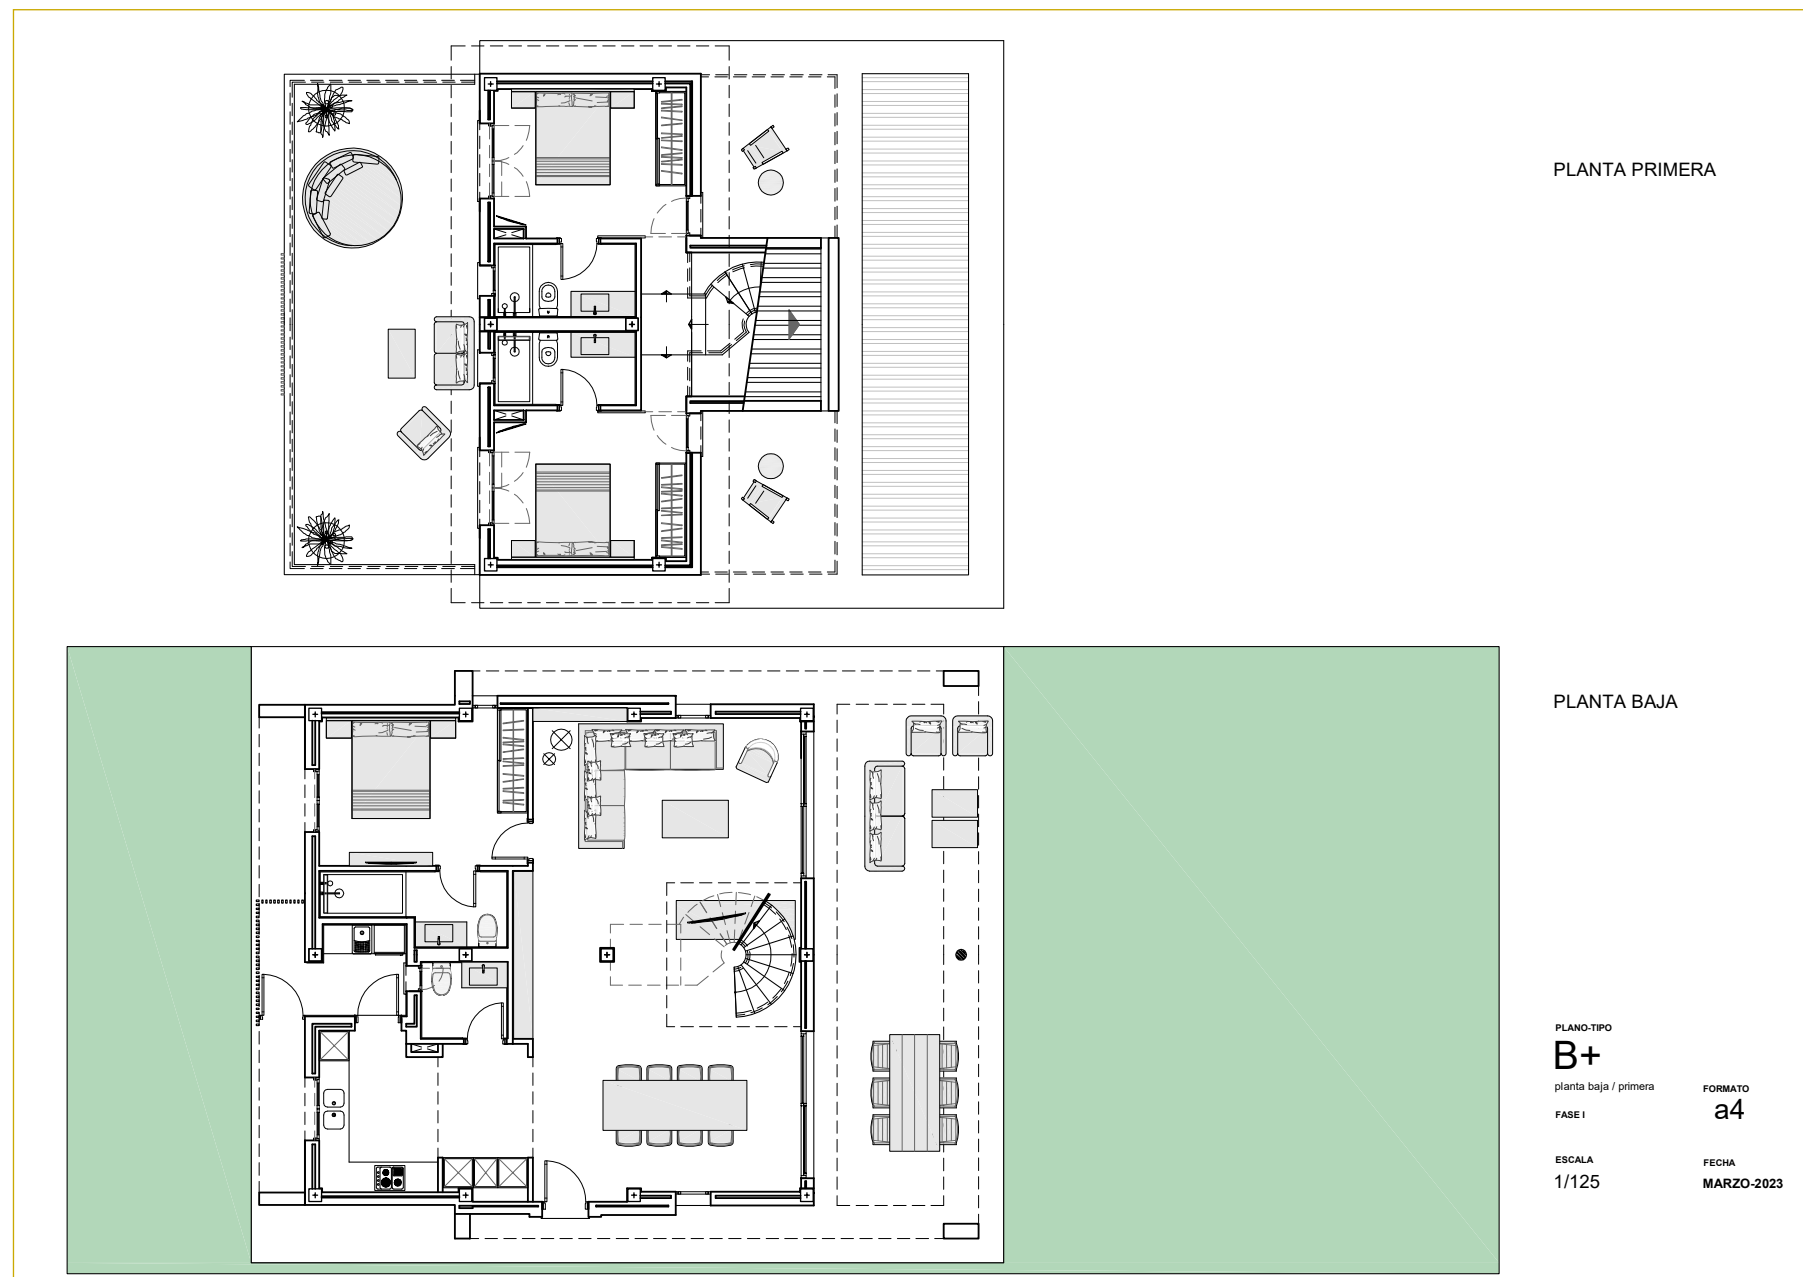 PLANTA PRIMERA
PLANTA BAJA
PLANO-TIPO
B+
planta baja / primera
FORMATO
a4
FASE I
ESCALA
1/125
FECHA
MARZO-2023